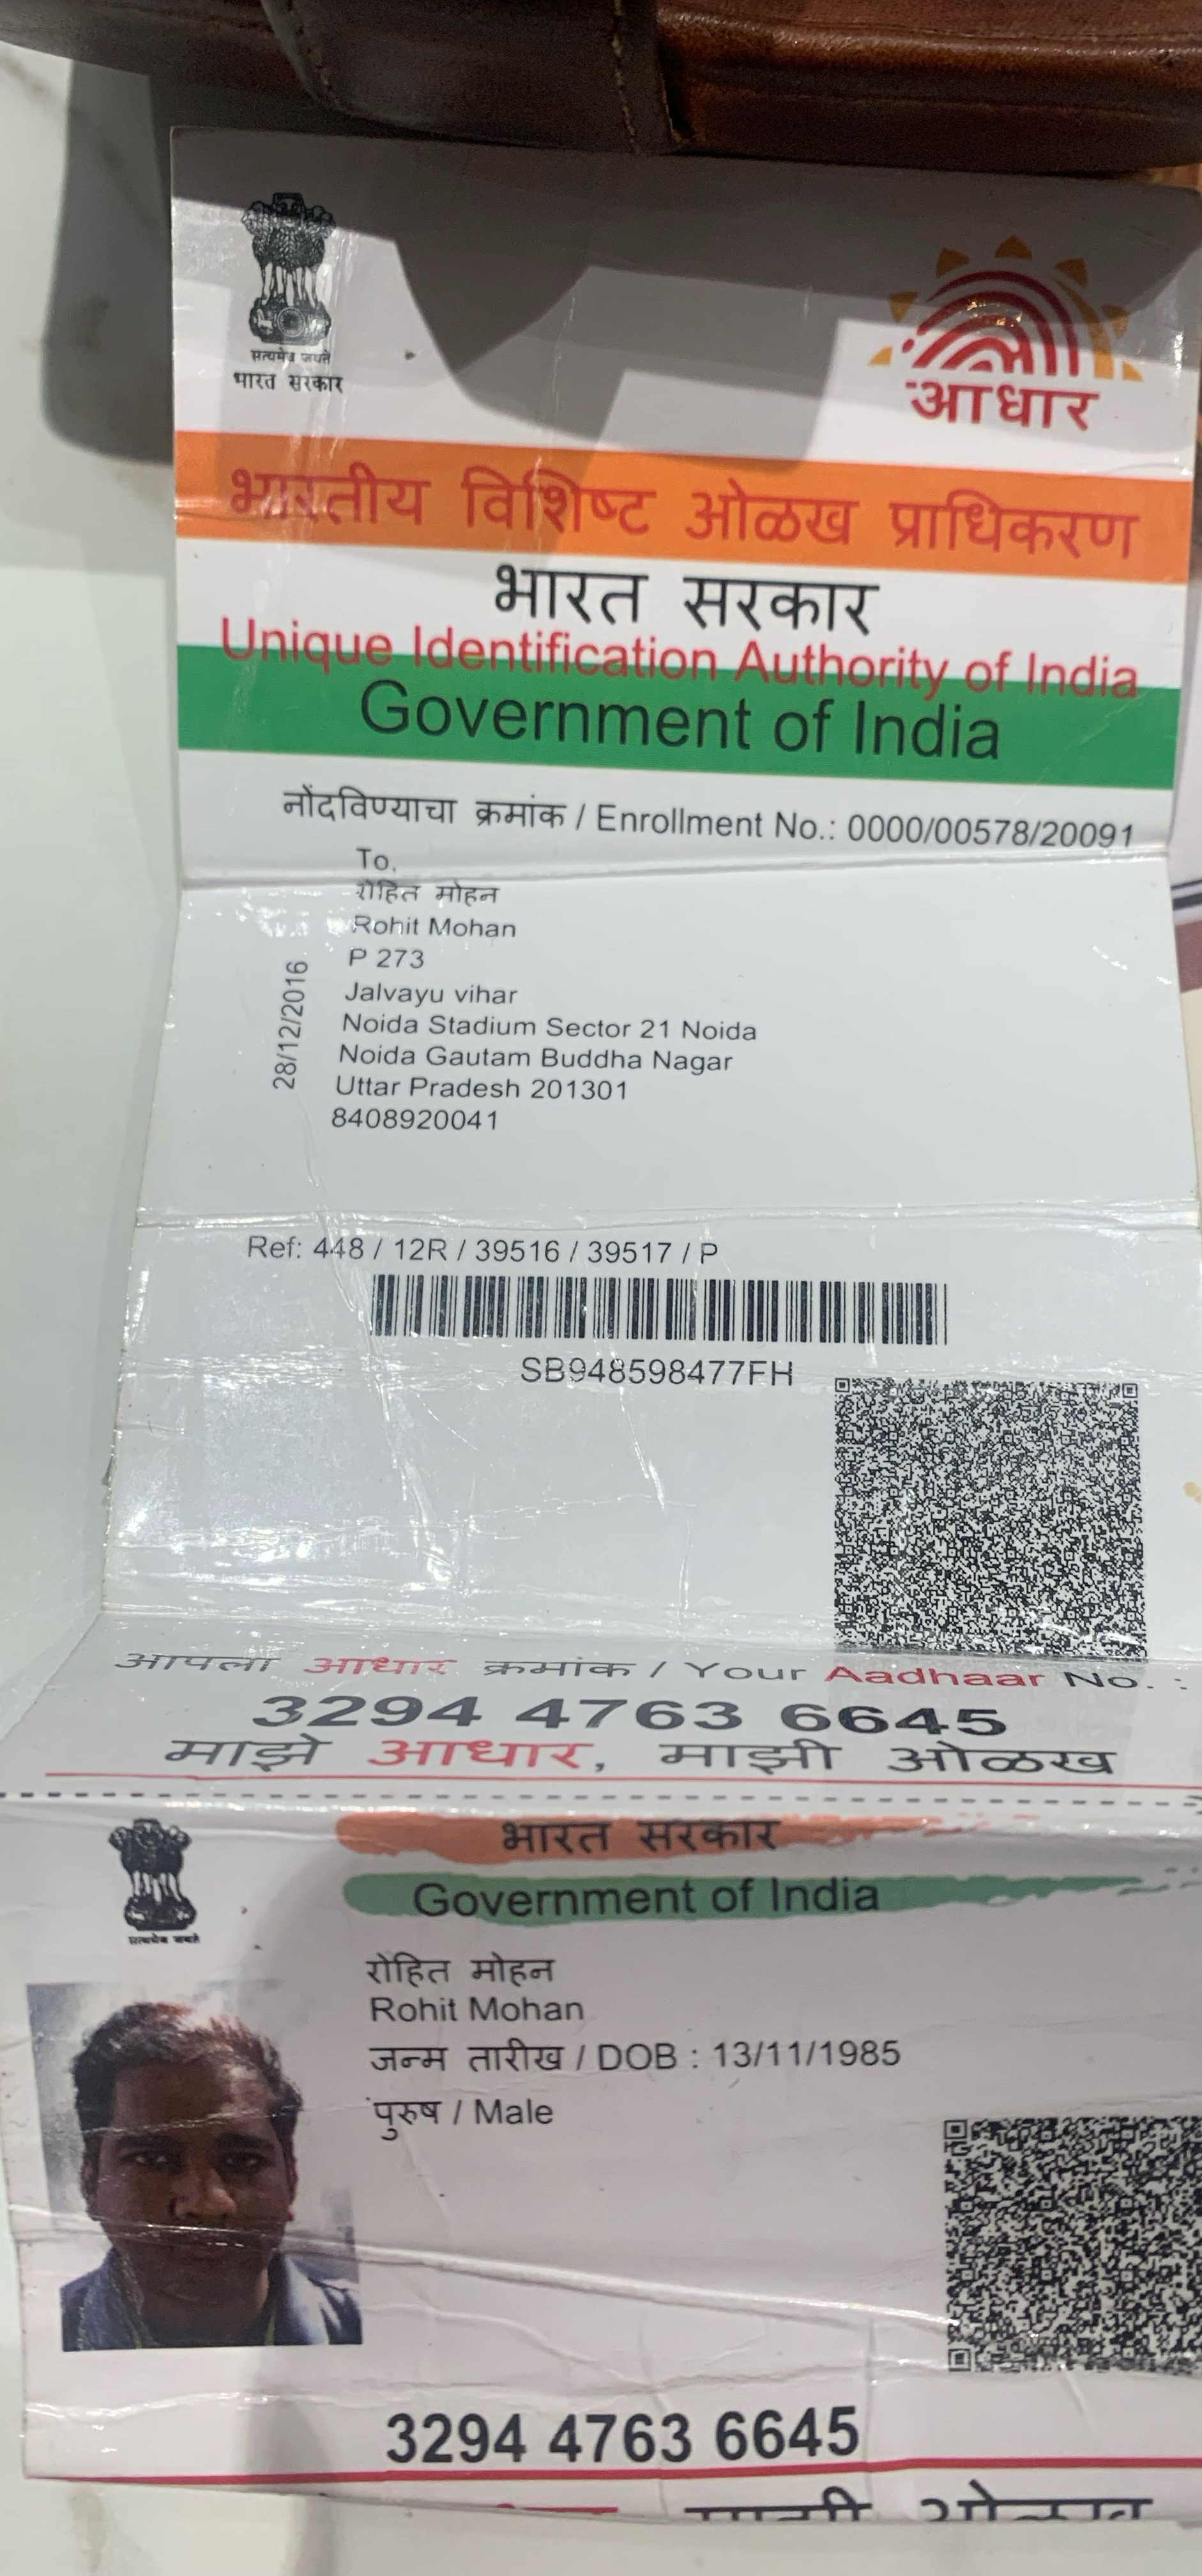 सत्यमेव जयते
भारत सरकार
आधार
भारतीय विशिष्ट ओळख प्राधिकरण
भारत सरकार
Unique Identification Authority of India
Government of India
नोंदविण्याचा क्रमांक / Enrollment No.: 0000/00578/20091
To,
रोहित मोहन
Rohit Mohan
P 273
Jalvayu vihar
Noida Stadium Sector 21 Noida
Noida Gautam Buddha Nagar
Uttar Pradesh 201301
8408920041
28/12/2016
Ref: 448 / 12R / 39516 / 39517 / P
SB948598477FH
आपला आधार क्रमांक / Your Aadhaar No. :
3294 4763 6645
माझे आधार, माझी ओळख
भारत सरकार
Government of India
सत्यमेव जयते
रोहित मोहन
Rohit Mohan
जन्म तारीख / DOB : 13/11/1985
पुरुष / Male
3294 4763 6645